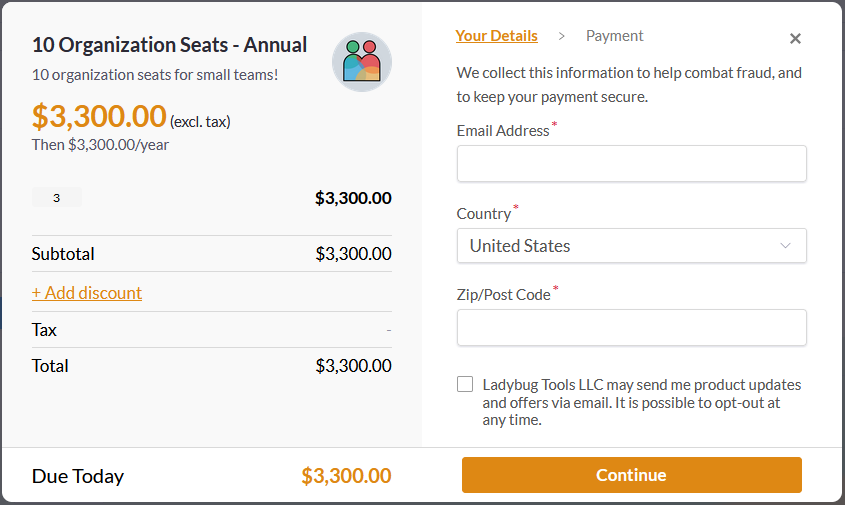 10 Organization Seats - Annual
10 organization seats for small teams!
$3,300.00 (excl. tax)
Then $3,300.00/year
3 $3,300.00
Subtotal $3,300.00
+ Add discount
Tax -
Total $3,300.00
Due Today $3,300.00
Your Details > Payment ×
We collect this information to help combat fraud, and
to keep your payment secure.
Email Address*
Country*
United States
Zip/Post Code*
Ladybug Tools LLC may send me product updates
and offers via email. It is possible to opt-out at
any time.
Continue